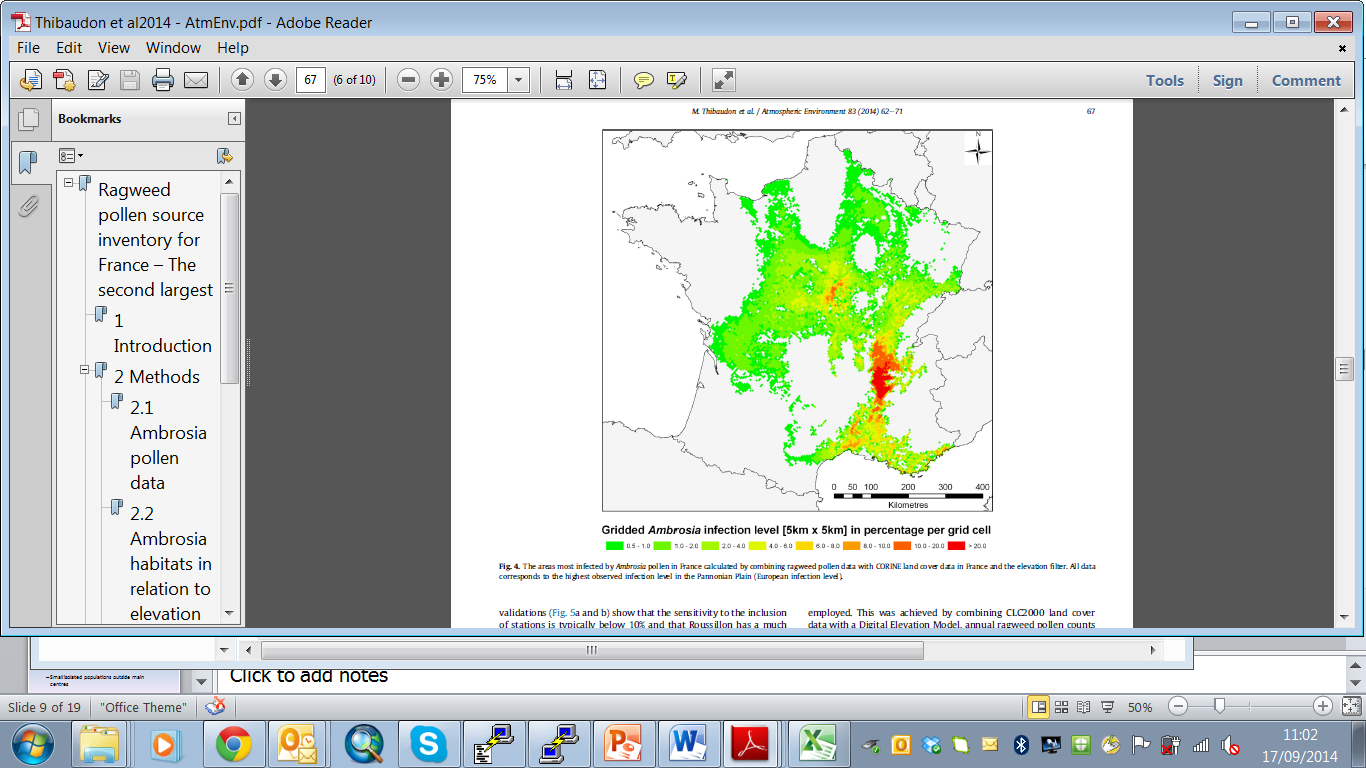 Thibaudon et al2014 - AtmEnv.pdf - Adobe Reader
File Edit View Window Help
67 (6 of 10) 75% Tools Sign Comment
Bookmarks
Ragweed
pollen source
inventory for
France – The
second largest
1
Introduction
2 Methods
2.1
Ambrosia
pollen
data
2.2
Ambrosia
habitats in
relation to
elevation
M. Thibaudon et al. / Atmospheric Environment 83 (2014) 62–71 67
N
0 50 100 200 300 400
Kilometres
Gridded Ambrosia infection level [5km x 5km] in percentage per grid cell
0.5 - 1.0 1.0 - 2.0 2.0 - 4.0 4.0 - 6.0 6.0 - 8.0 8.0 - 10.0 10.0 - 20.0 > 20.0
Fig. 4. The areas most infected by Ambrosia pollen in France calculated by combining ragweed pollen data with CORINE land cover data in France and the elevation filter. All data
corresponds to the highest observed infection level in the Pannonian Plain (European infection level).
validations (Fig. 5a and b) show that the sensitivity to the inclusion
of stations is typically below 10% and that Roussillon has a much
employed. This was achieved by combining CLC2000 land cover
data with a Digital Elevation Model, annual ragweed pollen counts
–Small isolated populations outside main
centres
Click to add notes
Slide 9 of 19 "Office Theme" 50%
11:02
17/09/2014